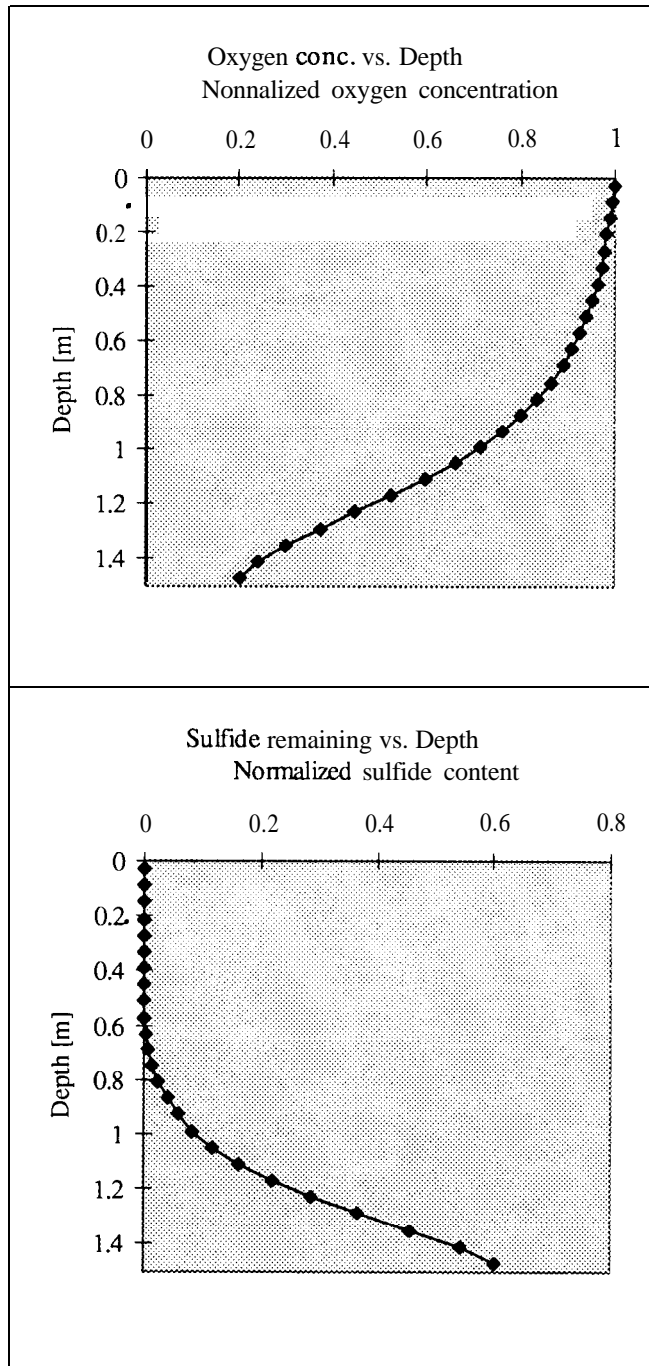 Oxygen conc. vs. Depth
Nonnalized oxygen concentration
0 0.2 0.4 0.6 0.8 1
0
0.2
0.4
0.6
0.8
1
1.2
1.4
Depth [m]
Sulfide remaining vs. Depth
Normalized sulfide content
0 0.2 0.4 0.6 0.8
0
0.2
0.4
0.6
0.8
1
1.2
1.4
Depth [m]